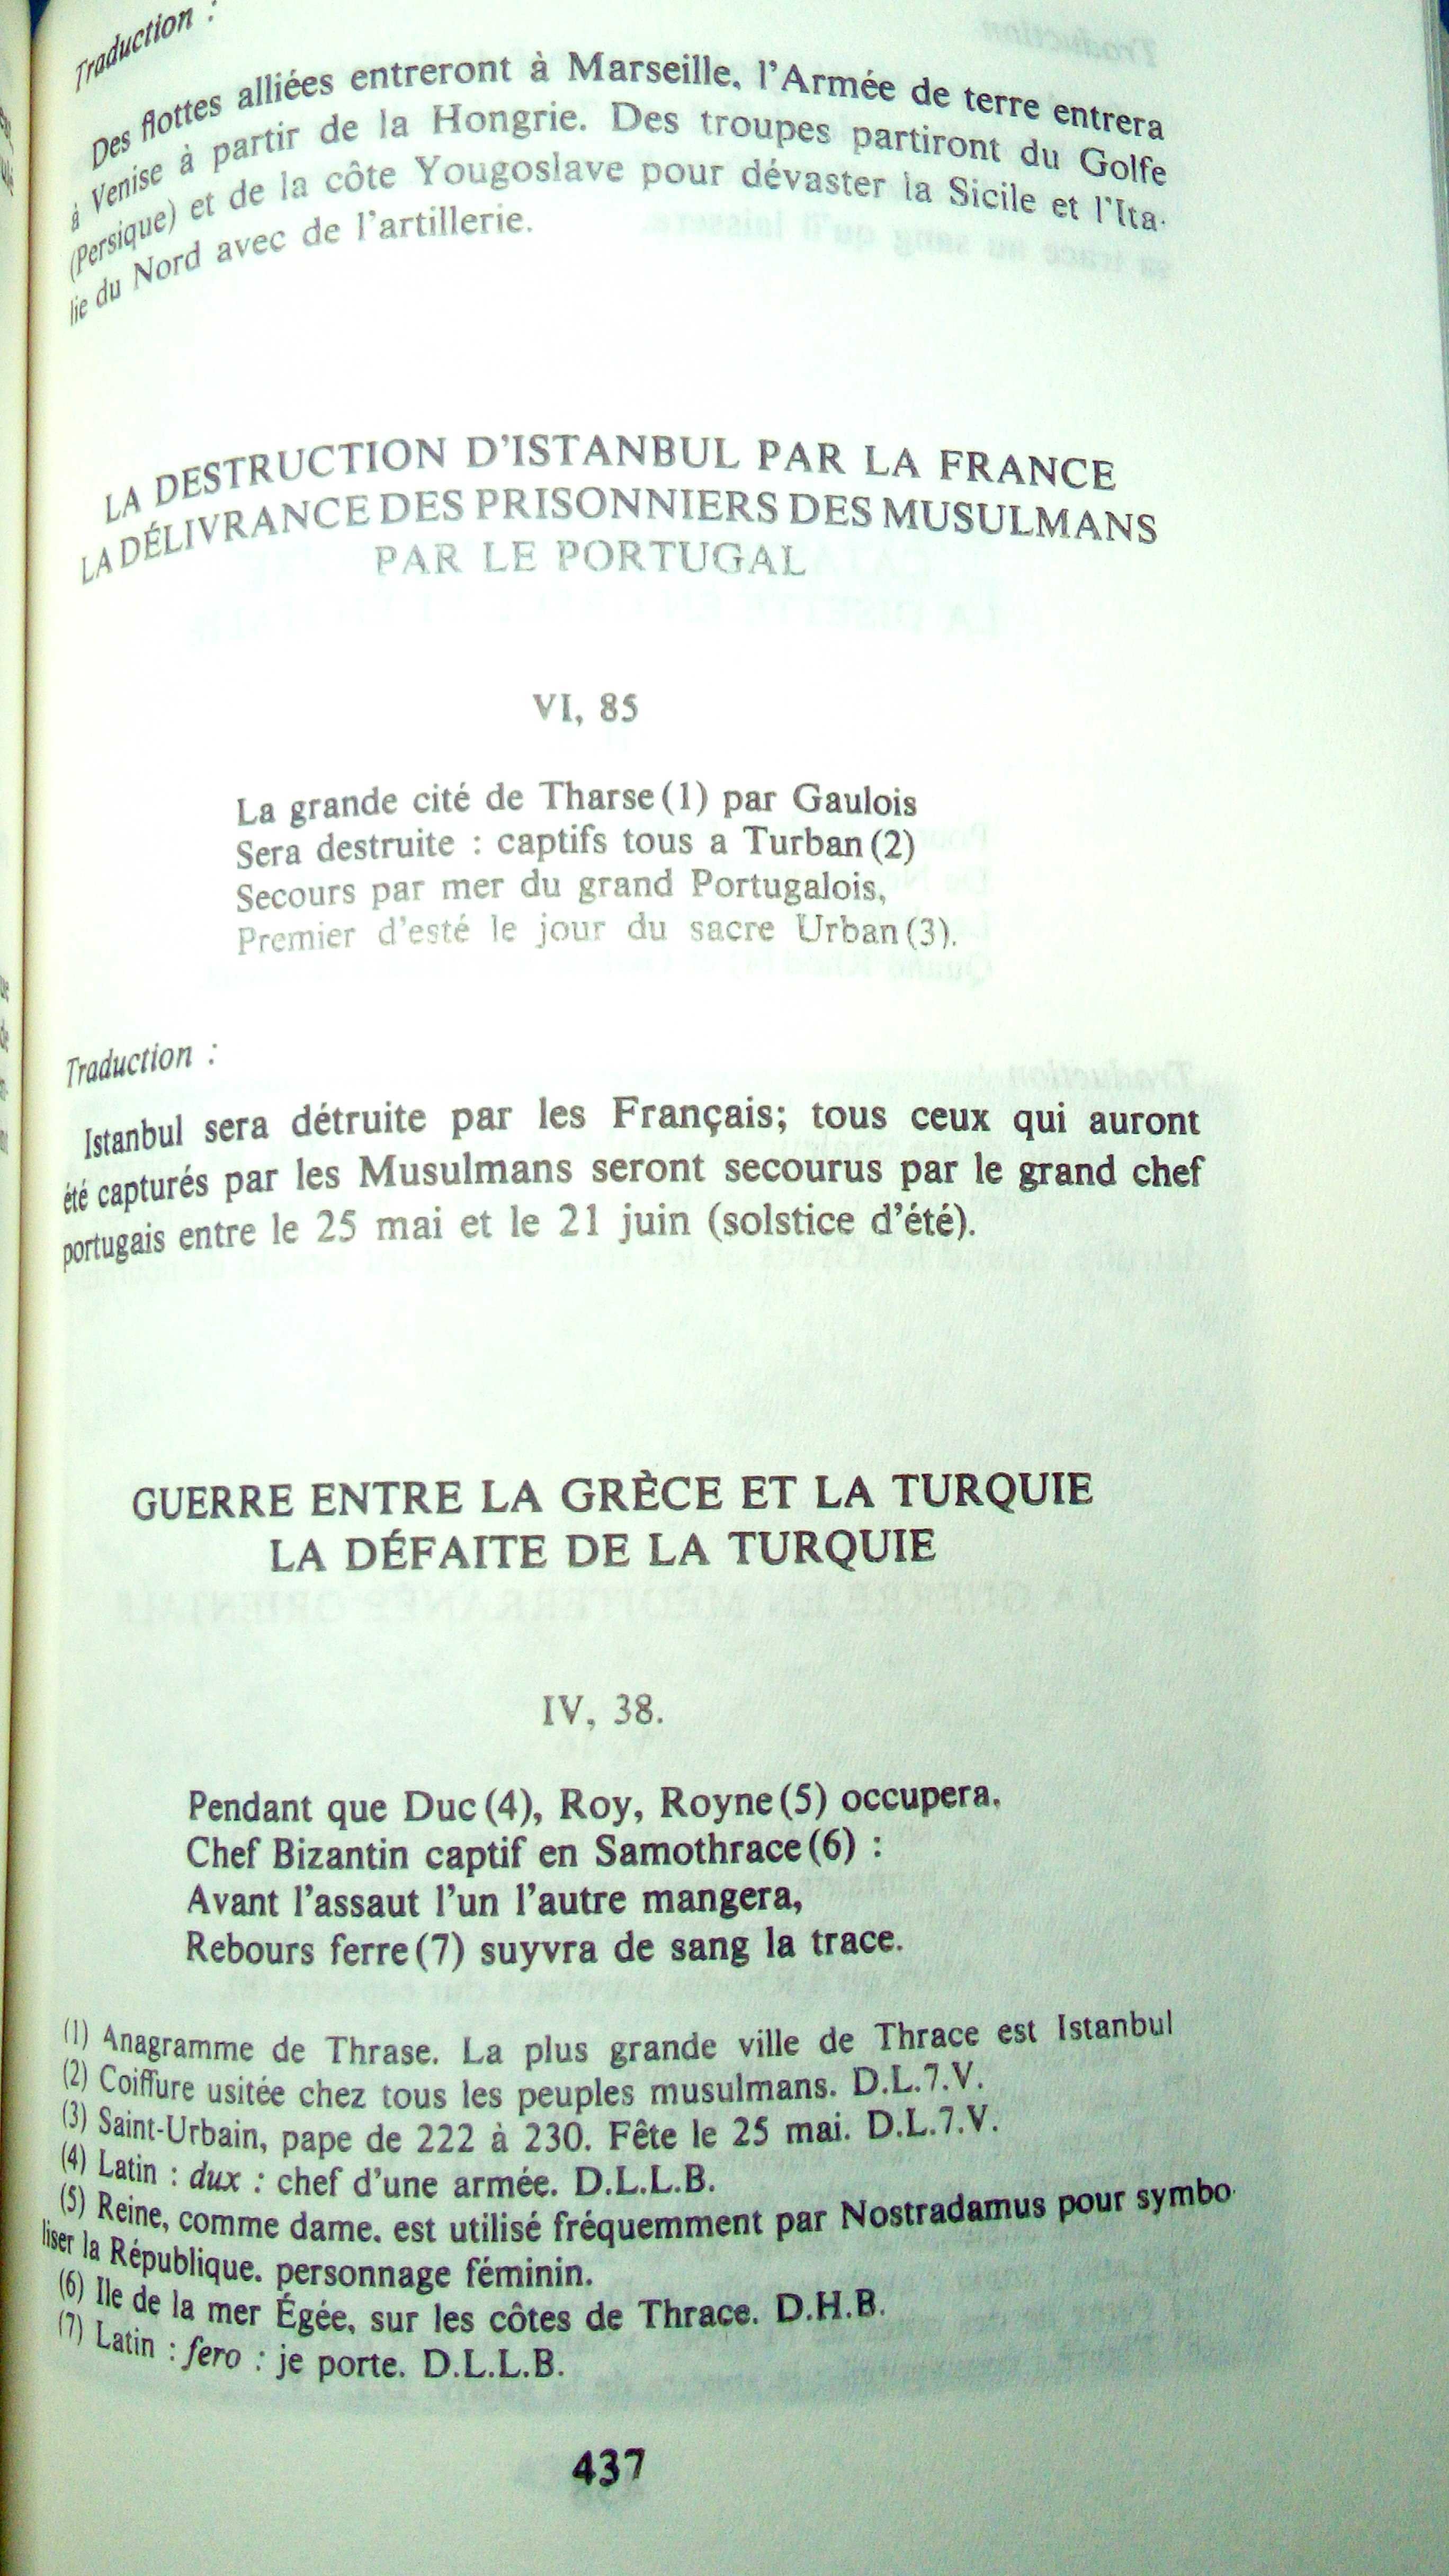 Traduction :
Des flottes alliées entreront à Marseille, l'Armée de terre entrera
à Venise à partir de la Hongrie. Des troupes partiront du Golfe
(Persique) et de la côte Yougoslave pour dévaster la Sicile et l'Ita-
lie du Nord avec de l'artillerie.
LA DESTRUCTION D'ISTANBUL PAR LA FRANCE
LA DÉLIVRANCE DES PRISONNIERS DES MUSULMANS
PAR LE PORTUGAL
VI, 85
La grande cité de Tharse (1) par Gaulois
Sera destruite : captifs tous a Turban (2)
Secours par mer du grand Portugalois,
Premier d'esté le jour du sacre Urban (3).
Traduction :
Istanbul sera détruite par les Français; tous ceux qui auront
été capturés par les Musulmans seront secourus par le grand chef
portugais entre le 25 mai et le 21 juin (solstice d'été).
GUERRE ENTRE LA GRÈCE ET LA TURQUIE
LA DÉFAITE DE LA TURQUIE
IV, 38.
Pendant que Duc (4), Roy, Royne (5) occupera,
Chef Bizantin captif en Samothrace (6) :
Avant l'assaut l'un l'autre mangera,
Rebours ferre (7) suyvra de sang la trace.
(1) Anagramme de Thrase. La plus grande ville de Thrace est Istanbul
(2) Coiffure usitée chez tous les peuples musulmans. D.L.7.V.
(3) Saint-Urbain, pape de 222 à 230. Fête le 25 mai. D.L.7.V.
(4) Latin : dux : chef d'une armée. D.L.L.B.
(5) Reine, comme dame, est utilisé fréquemment par Nostradamus pour symbo-
liser la République, personnage féminin.
(6) Ile de la mer Égée, sur les côtes de Thrace. D.H.B.
(7) Latin : fero : je porte. D.L.L.B.
437